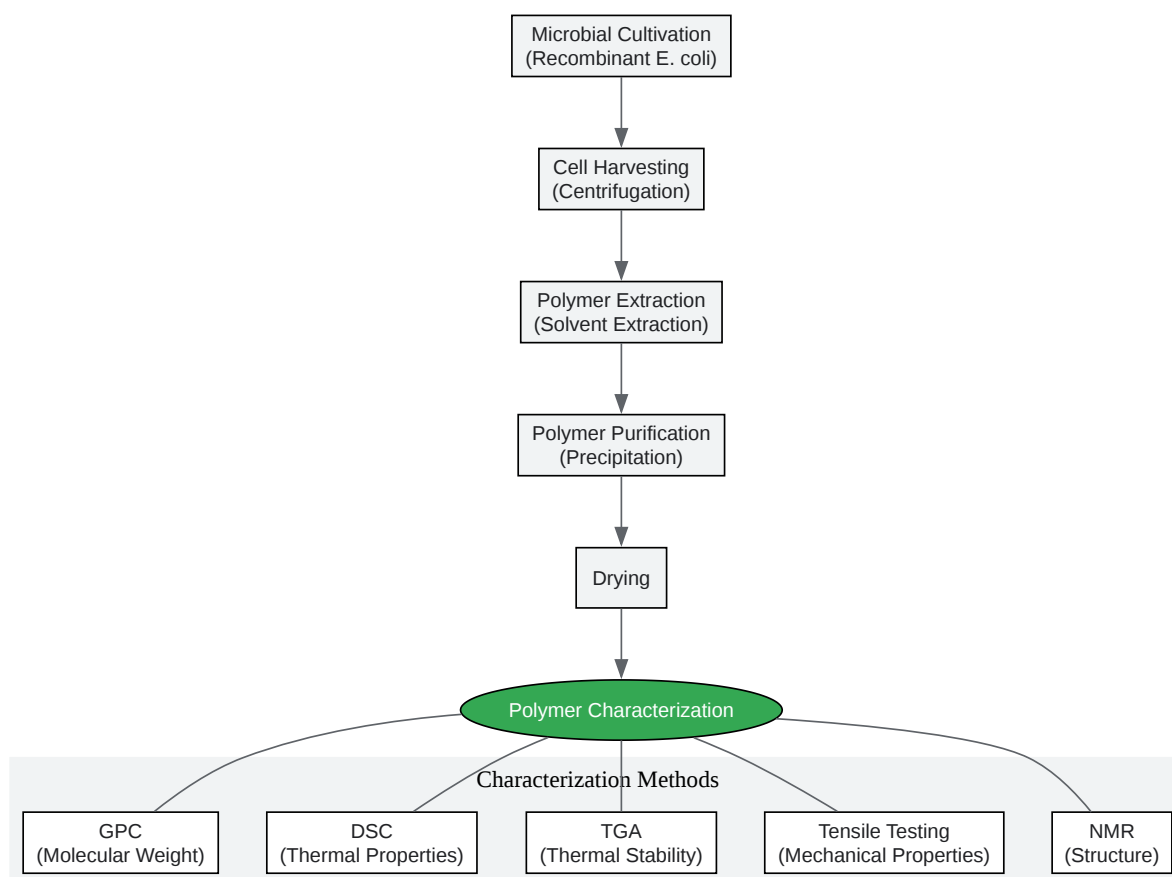 Microbial Cultivation
(Recombinant E. coli)
Cell Harvesting
(Centrifugation)
Polymer Extraction
(Solvent Extraction)
Polymer Purification
(Precipitation)
Drying
Polymer Characterization
Characterization Methods
GPC
(Molecular Weight)
DSC
(Thermal Properties)
TGA
(Thermal Stability)
Tensile Testing
(Mechanical Properties)
NMR
(Structure)